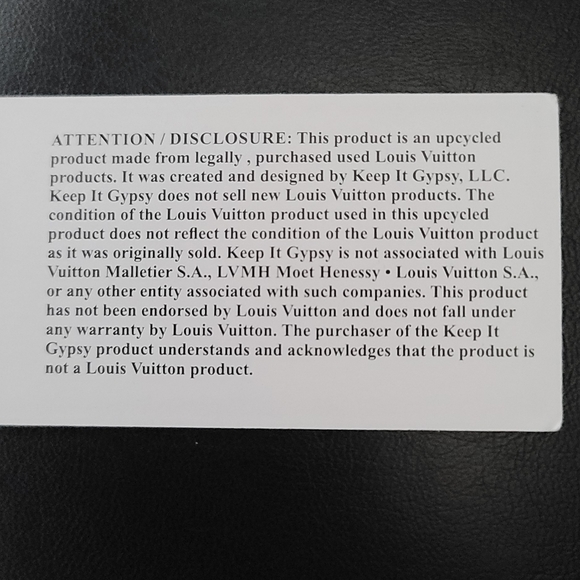 ATTENTION / DISCLOSURE: This product is an upcycled
product made from legally , purchased used Louis Vuitton
products. It was created and designed by Keep It Gypsy, LLC.
Keep It Gypsy does not sell new Louis Vuitton products. The
condition of the Louis Vuitton product used in this upcycled
product does not reflect the condition of the Louis Vuitton product
as it was originally sold. Keep It Gypsy is not associated with Louis
Vuitton Malletier S.A., LVMH Moet Henessy • Louis Vuitton S.A.,
or any other entity associated with such companies. This product
has not been endorsed by Louis Vuitton and does not fall under
any warranty by Louis Vuitton. The purchaser of the Keep It
Gypsy product understands and acknowledges that the product is
not a Louis Vuitton product.